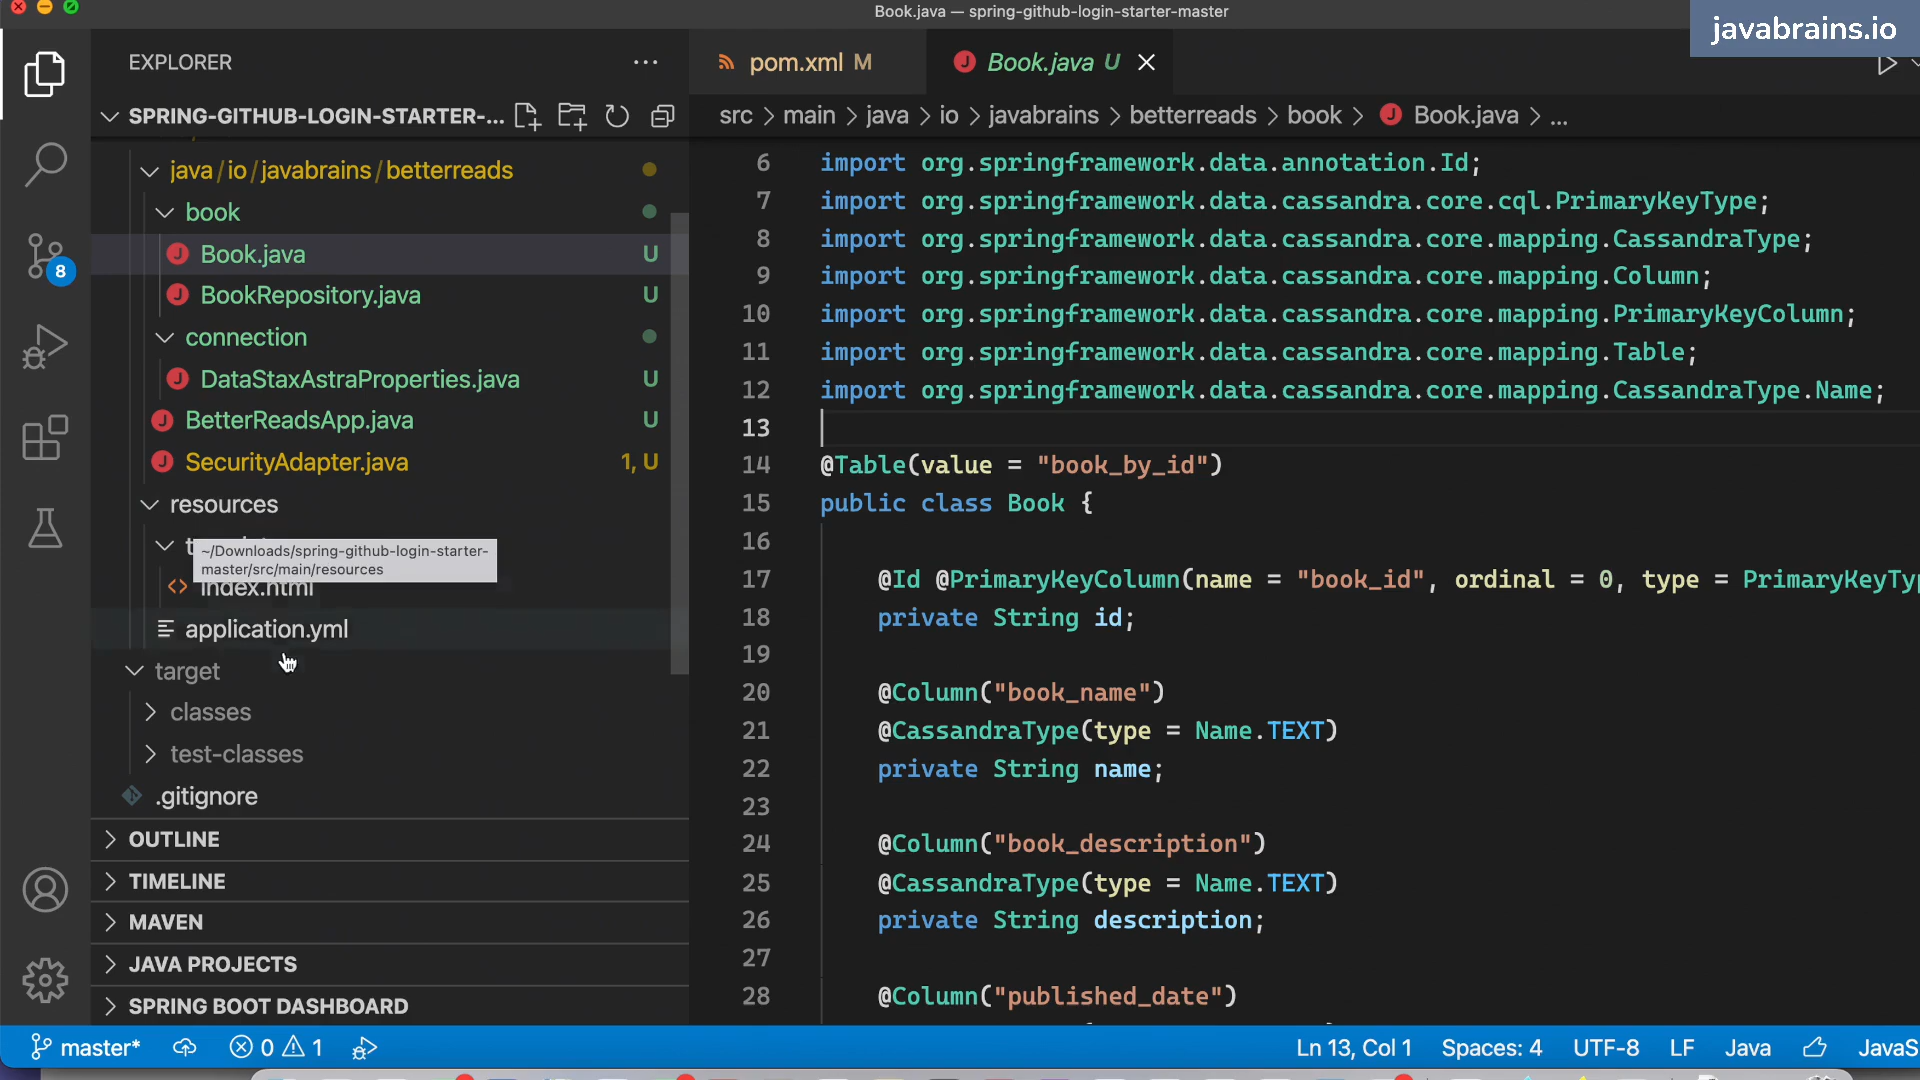 Book.java — spring-github-login-starter-master
javabrains.io
EXPLORER
SPRING-GITHUB-LOGIN-STARTER-...
java/io/javabrains/betterreads
book
Book.java U
BookRepository.java U
connection
DataStaxAstraProperties.java U
BetterReadsApp.java U
SecurityAdapter.java 1, U
resources
~/Downloads/spring-github-login-starter-
master/src/main/resources
index.html
application.yml
target
classes
test-classes
.gitignore
OUTLINE
TIMELINE
MAVEN
JAVA PROJECTS
SPRING BOOT DASHBOARD
8
pom.xml M
Book.java U
src > main > java > io > javabrains > betterreads > book > Book.java > ...
6 import org.springframework.data.annotation.Id;
7 import org.springframework.data.cassandra.core.cql.PrimaryKeyType;
8 import org.springframework.data.cassandra.core.mapping.CassandraType;
9 import org.springframework.data.cassandra.core.mapping.Column;
10 import org.springframework.data.cassandra.core.mapping.PrimaryKeyColumn;
11 import org.springframework.data.cassandra.core.mapping.Table;
12 import org.springframework.data.cassandra.core.mapping.CassandraType.Name;
13
14 @Table(value = "book_by_id")
15 public class Book {
16
17 @Id @PrimaryKeyColumn(name = "book_id", ordinal = 0, type = PrimaryKeyTyp
18 private String id;
19
20 @Column("book_name")
21 @CassandraType(type = Name.TEXT)
22 private String name;
23
24 @Column("book_description")
25 @CassandraType(type = Name.TEXT)
26 private String description;
27
28 @Column("published_date")
master* 0 1 Ln 13, Col 1 Spaces: 4 UTF-8 LF Java JavaS